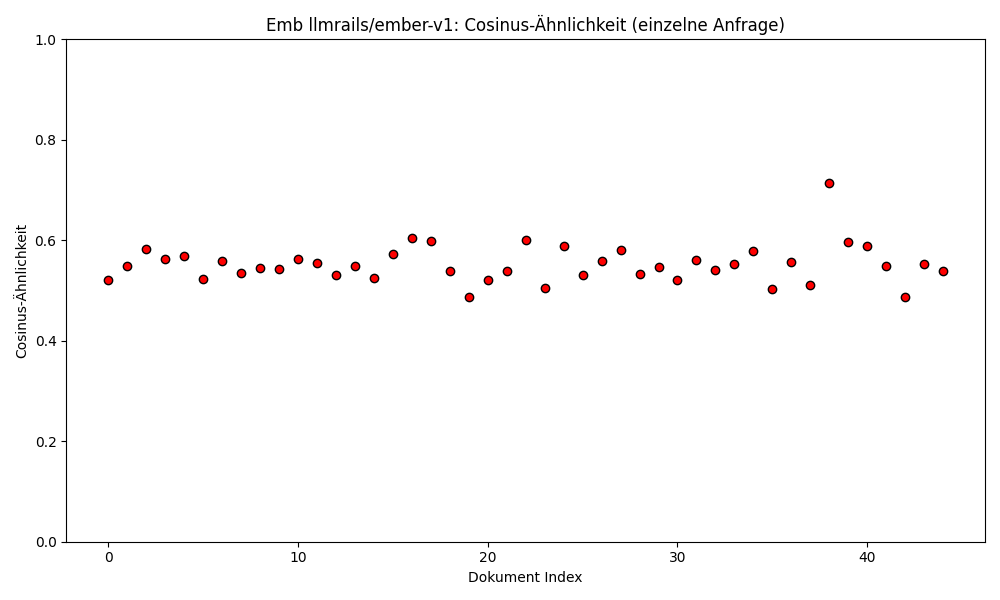 Emb llmrails/ember-v1: Cosinus-Ähnlichkeit (einzelne Anfrage)
1.0
0.8
0.6
0.4
0.2
0.0
Cosinus-Ähnlichkeit
0 10 20 30 40
Dokument Index